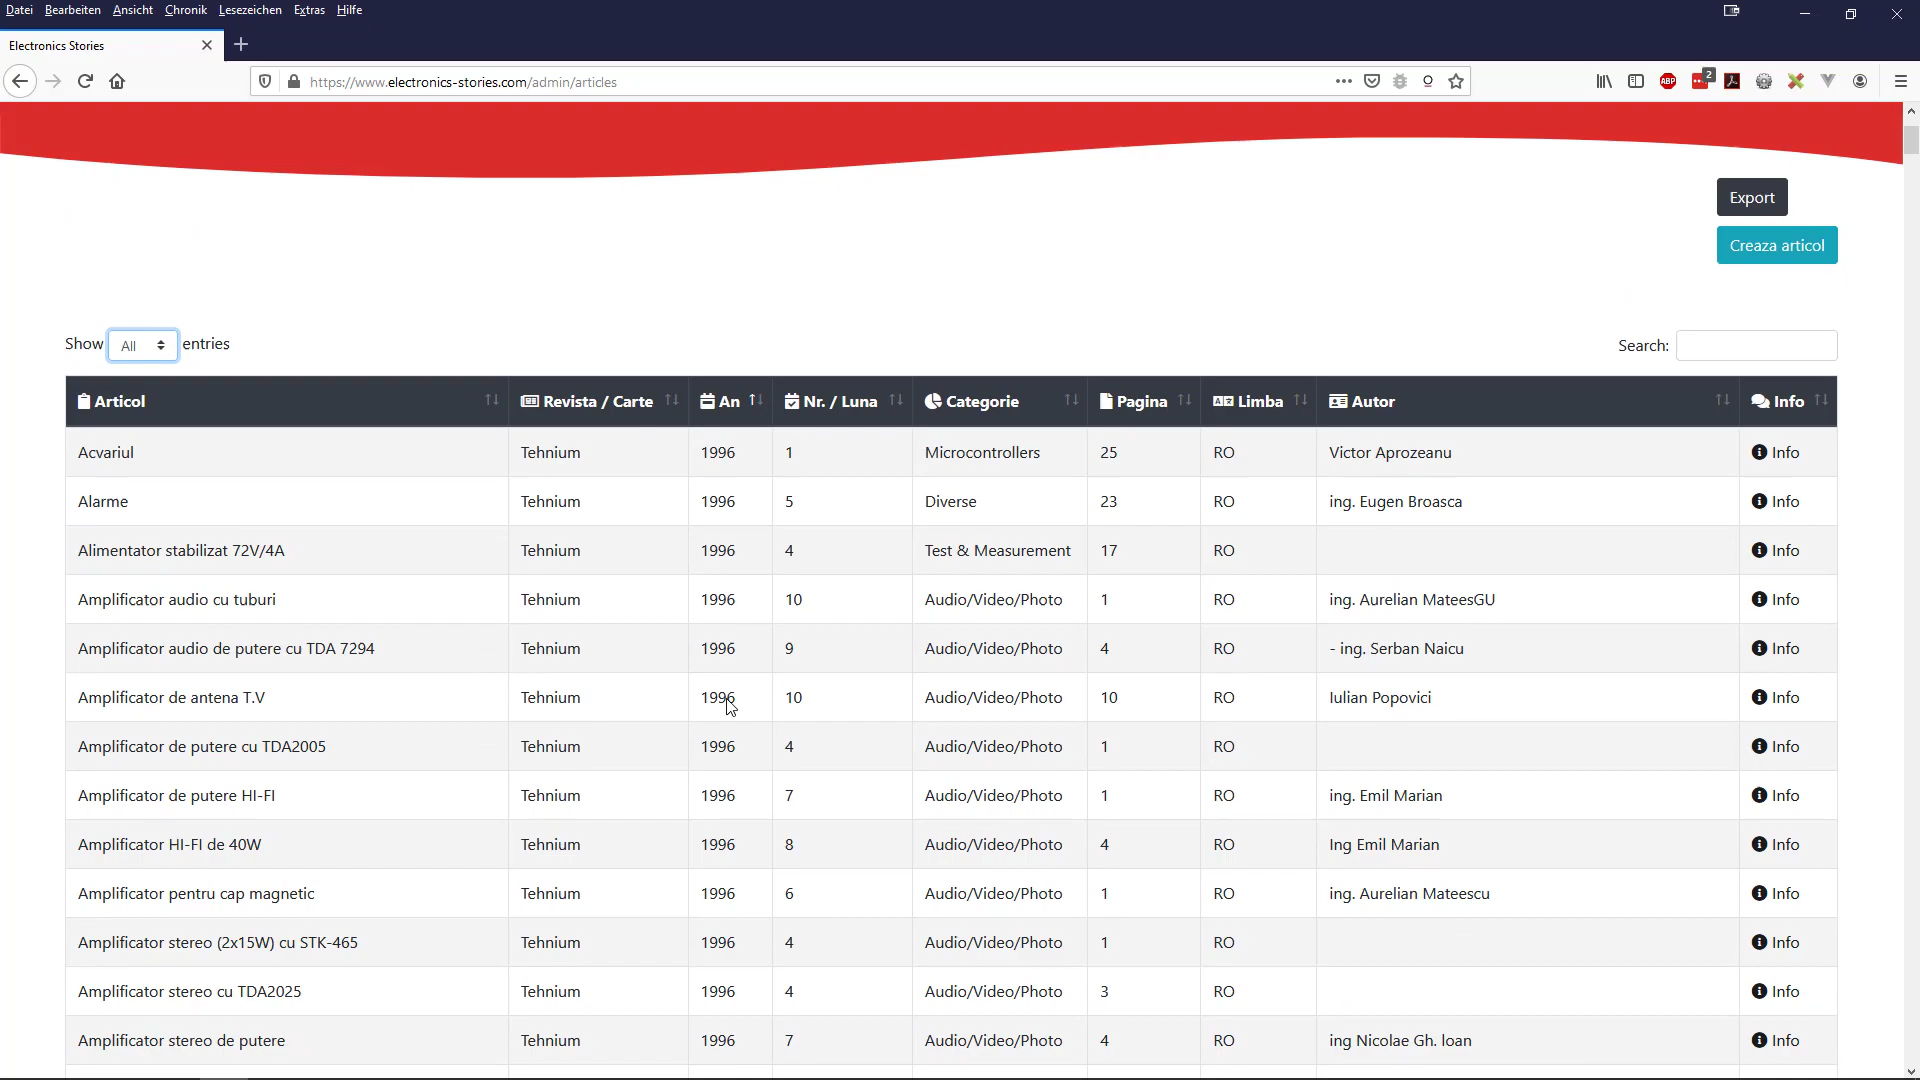 Datei Bearbeiten Ansicht Chronik Lesezeichen Extras Hilfe
Electronics Stories
https://www.electronics-stories.com/admin/articles
ABP 2
Export
Creaza articol
Show All entries Search:
Articol Revista / Carte An Nr. / Luna Categorie Pagina Limba Autor Info
Acvariul Tehnium 1996 1 Microcontrollers 25 RO Victor Aprozeanu Info
Alarme Tehnium 1996 5 Diverse 23 RO ing. Eugen Broasca Info
Alimentator stabilizat 72V/4A Tehnium 1996 4 Test & Measurement 17 RO Info
Amplificator audio cu tuburi Tehnium 1996 10 Audio/Video/Photo 1 RO ing. Aurelian MateesGU Info
Amplificator audio de putere cu TDA 7294 Tehnium 1996 9 Audio/Video/Photo 4 RO - ing. Serban Naicu Info
Amplificator de antena T.V Tehnium 1996 10 Audio/Video/Photo 10 RO Iulian Popovici Info
Amplificator de putere cu TDA2005 Tehnium 1996 4 Audio/Video/Photo 1 RO Info
Amplificator de putere HI-FI Tehnium 1996 7 Audio/Video/Photo 1 RO ing. Emil Marian Info
Amplificator HI-FI de 40W Tehnium 1996 8 Audio/Video/Photo 4 RO Ing Emil Marian Info
Amplificator pentru cap magnetic Tehnium 1996 6 Audio/Video/Photo 1 RO ing. Aurelian Mateescu Info
Amplificator stereo (2x15W) cu STK-465 Tehnium 1996 4 Audio/Video/Photo 1 RO Info
Amplificator stereo cu TDA2025 Tehnium 1996 4 Audio/Video/Photo 3 RO Info
Amplificator stereo de putere Tehnium 1996 7 Audio/Video/Photo 4 RO ing Nicolae Gh. loan Info